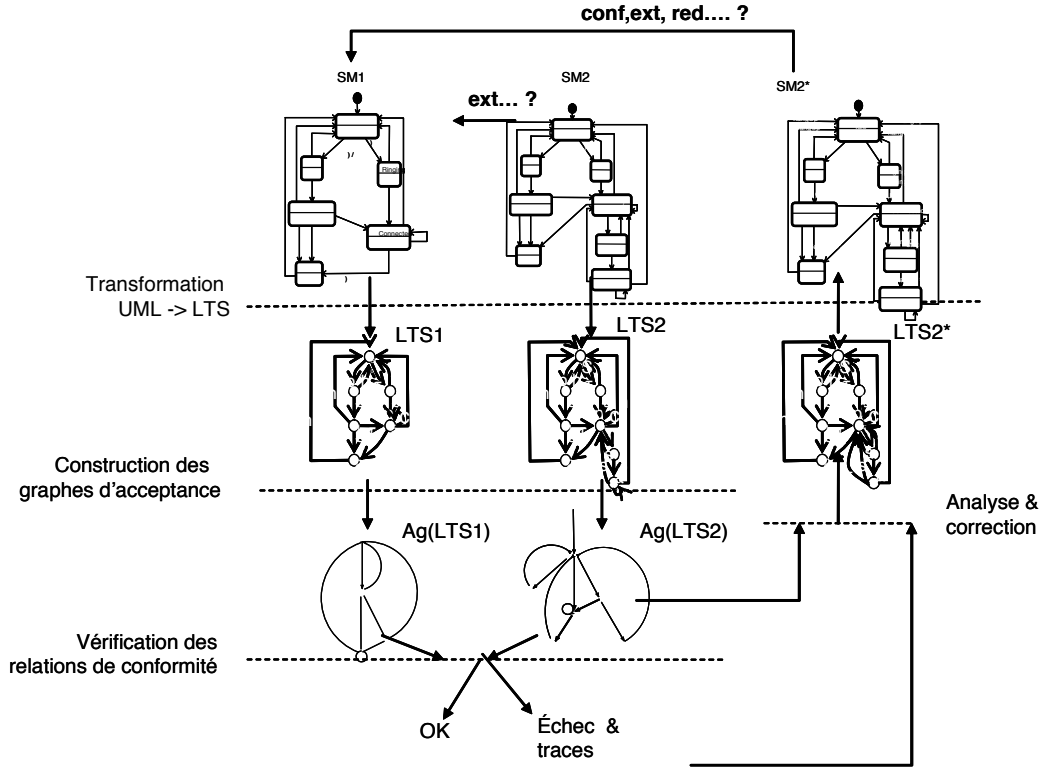 conf,ext, red.... ?
SM1
SM2
SM2*
ext... ?
Transformation
UML -> LTS
LTS1
LTS2
LTS2*
Construction des
graphes d'acceptance
Ag(LTS1)
Ag(LTS2)
Analyse &
correction
Vérification des
relations de conformité
OK
Échec &
traces